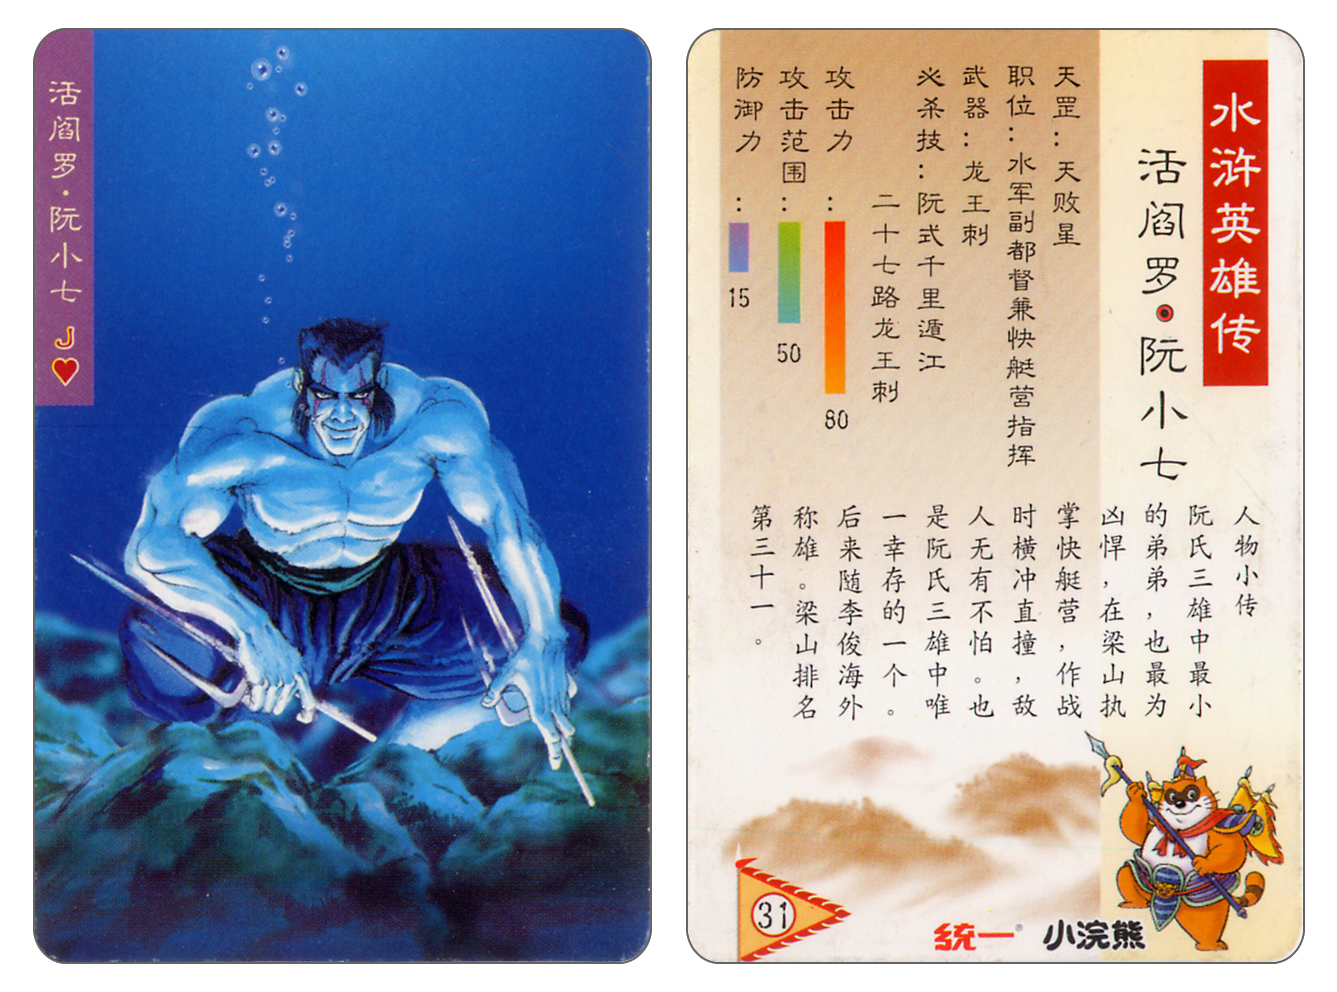 活阎罗·阮小七
J
水浒英雄传
活阎罗·阮小七
天罡：天败星
职位：水军副都督兼快艇营指挥
武器：龙王刺
必杀技：阮式千里遁江
二十七路龙王刺
攻击力：
80
攻击范围：
50
防御力：
15
人物小传
阮氏三雄中最小
的弟弟，也最为
凶悍，在梁山执
掌快艇营，作战
时横冲直撞，敌
人无有不怕。也
是阮氏三雄中唯
一幸存的一个。
后来随李俊海外
称雄。梁山排名
第三十一。
31
统一® 小浣熊